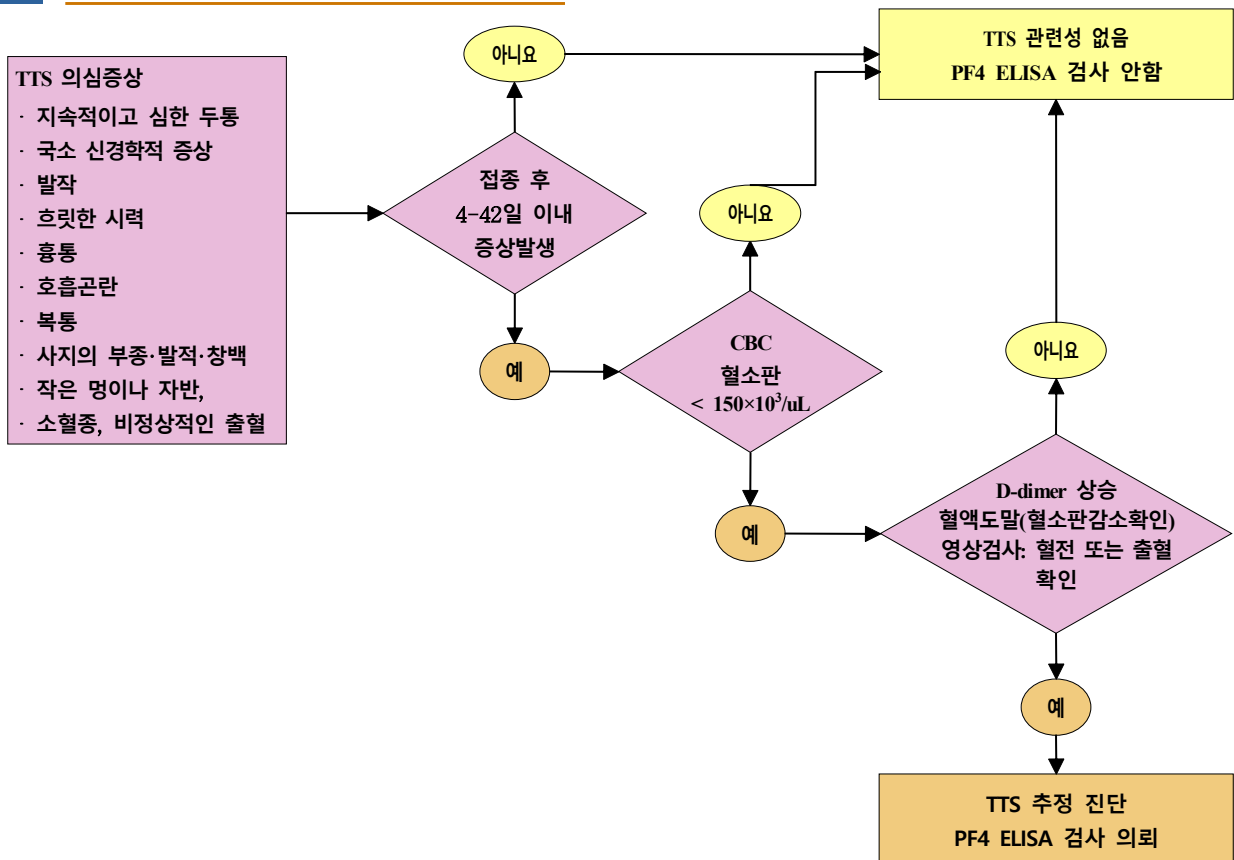 TTS 의심증상
· 지속적이고 심한 두통
· 국소 신경학적 증상
· 발작
· 흐릿한 시력
· 흉통
· 호흡곤란
· 복통
· 사지의 부종·발적·창백
· 작은 멍이나 자반,
· 소혈종, 비정상적인 출혈
아니요
접종 후
4-42일 이내
증상발생
예
아니요
CBC
혈소판
< 150×10³/uL
예
TTS 관련성 없음
PF4 ELISA 검사 안함
아니요
D-dimer 상승
혈액도말(혈소판감소확인)
영상검사: 혈전 또는 출혈
확인
예
TTS 추정 진단
PF4 ELISA 검사 의뢰